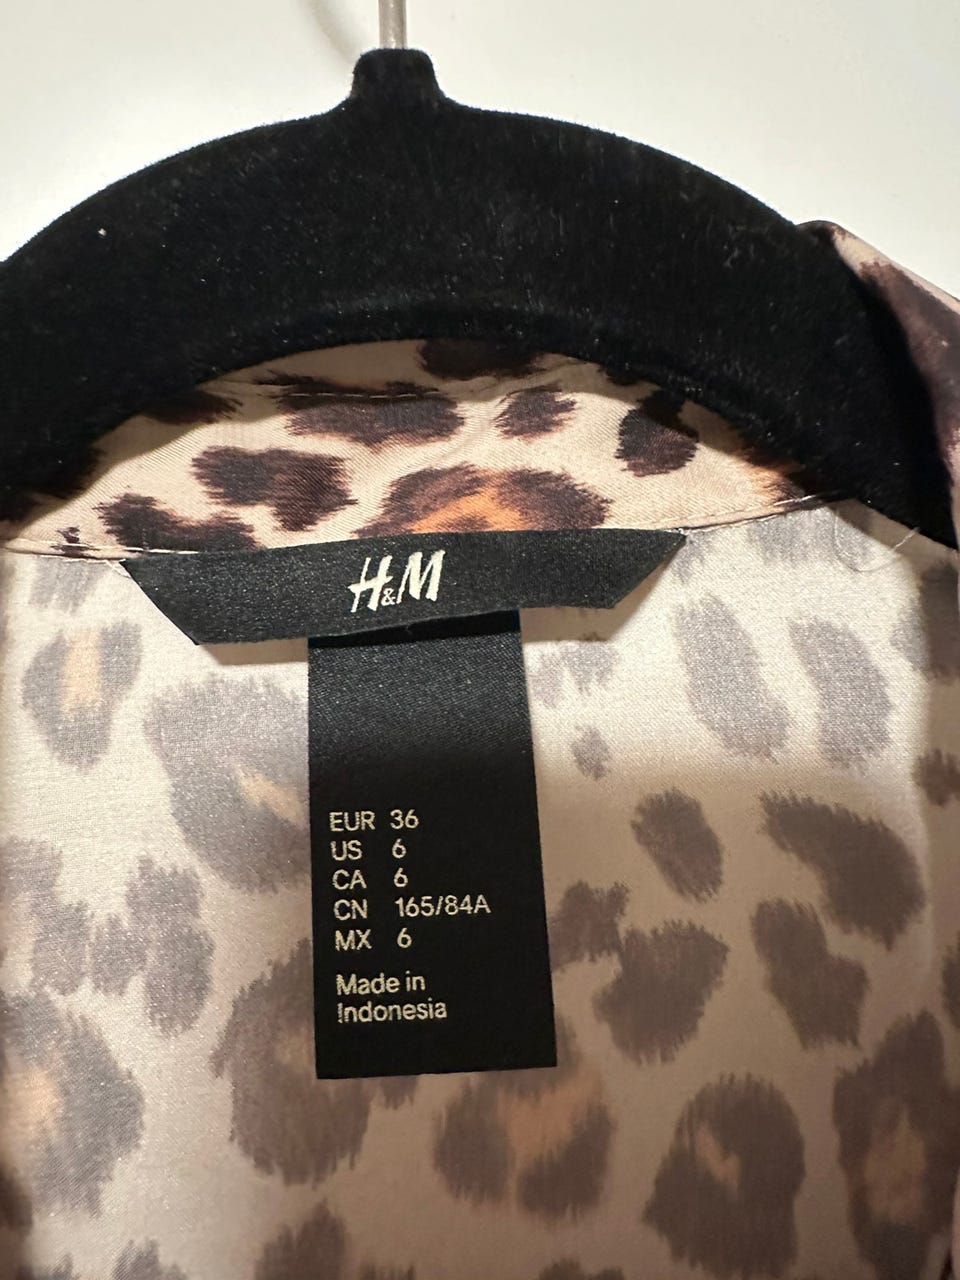 H&M
EUR 36
US 6
CA 6
CN 165/84A
MX 6
Made in
Indonesia